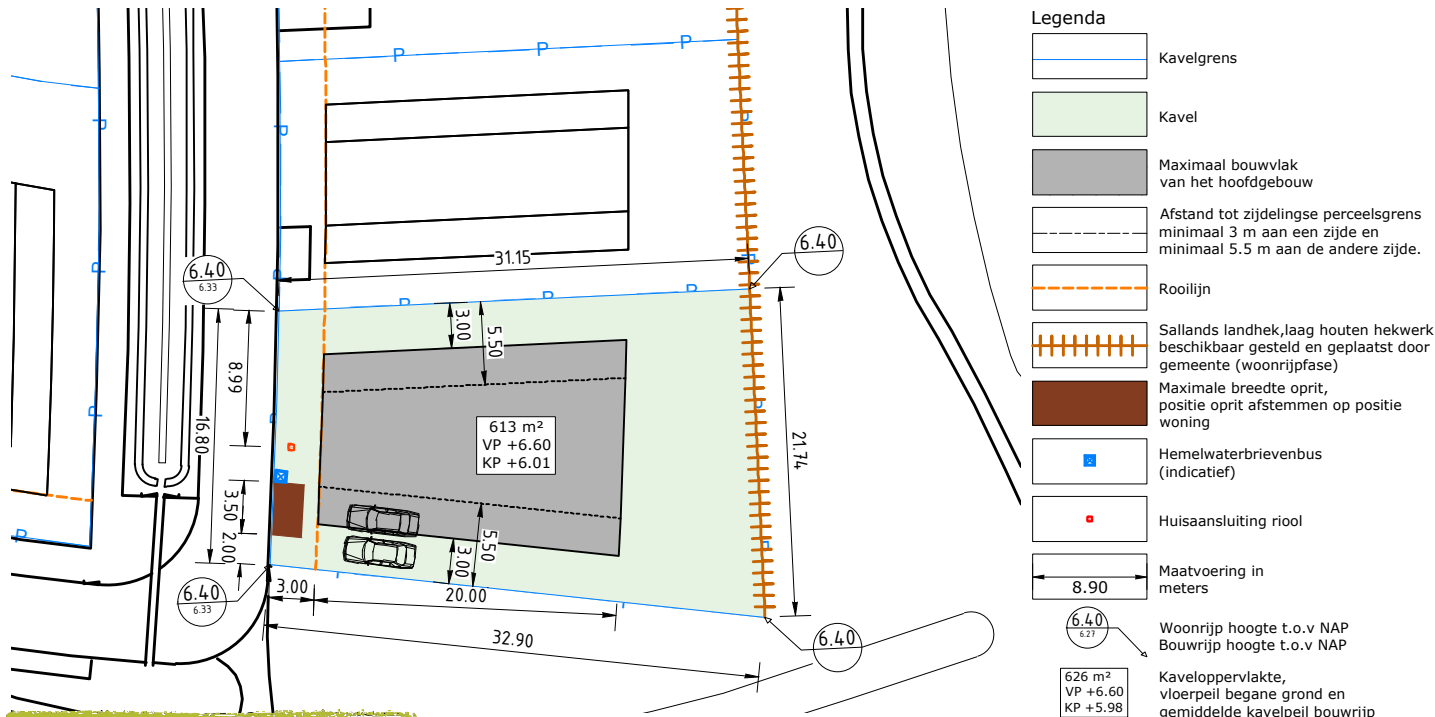 P
P
P
P
P
P
P
P
P
P
P
P
6.40
6.33
31.15
6.40
3.00
5.50
8.99
16.80
613 m²
VP +6.60
KP +6.01
21.74
3.50
2.00
5.50
3.00
6.40
6.33
3.00
20.00
32.90
6.40
Legenda
Kavelgrens
Kavel
Maximaal bouwvlak
van het hoofdgebouw
Afstand tot zijdelingse perceelsgrens
minimaal 3 m aan een zijde en
minimaal 5.5 m aan de andere zijde.
Rooilijn
Sallands landhek,laag houten hekwerk
beschikbaar gesteld en geplaatst door
gemeente (woonrijpfase)
Maximale breedte oprit,
positie oprit afstemmen op positie
woning
Hemelwaterbrievenbus
(indicatief)
Huisaansluiting riool
8.90
Maatvoering in
meters
6.40
6.27
Woonrijp hoogte t.o.v NAP
Bouwrijp hoogte t.o.v NAP
626 m²
VP +6.60
KP +5.98
Kaveloppervlakte,
vloerpeil begane grond en
gemiddelde kavelpeil bouwrijp